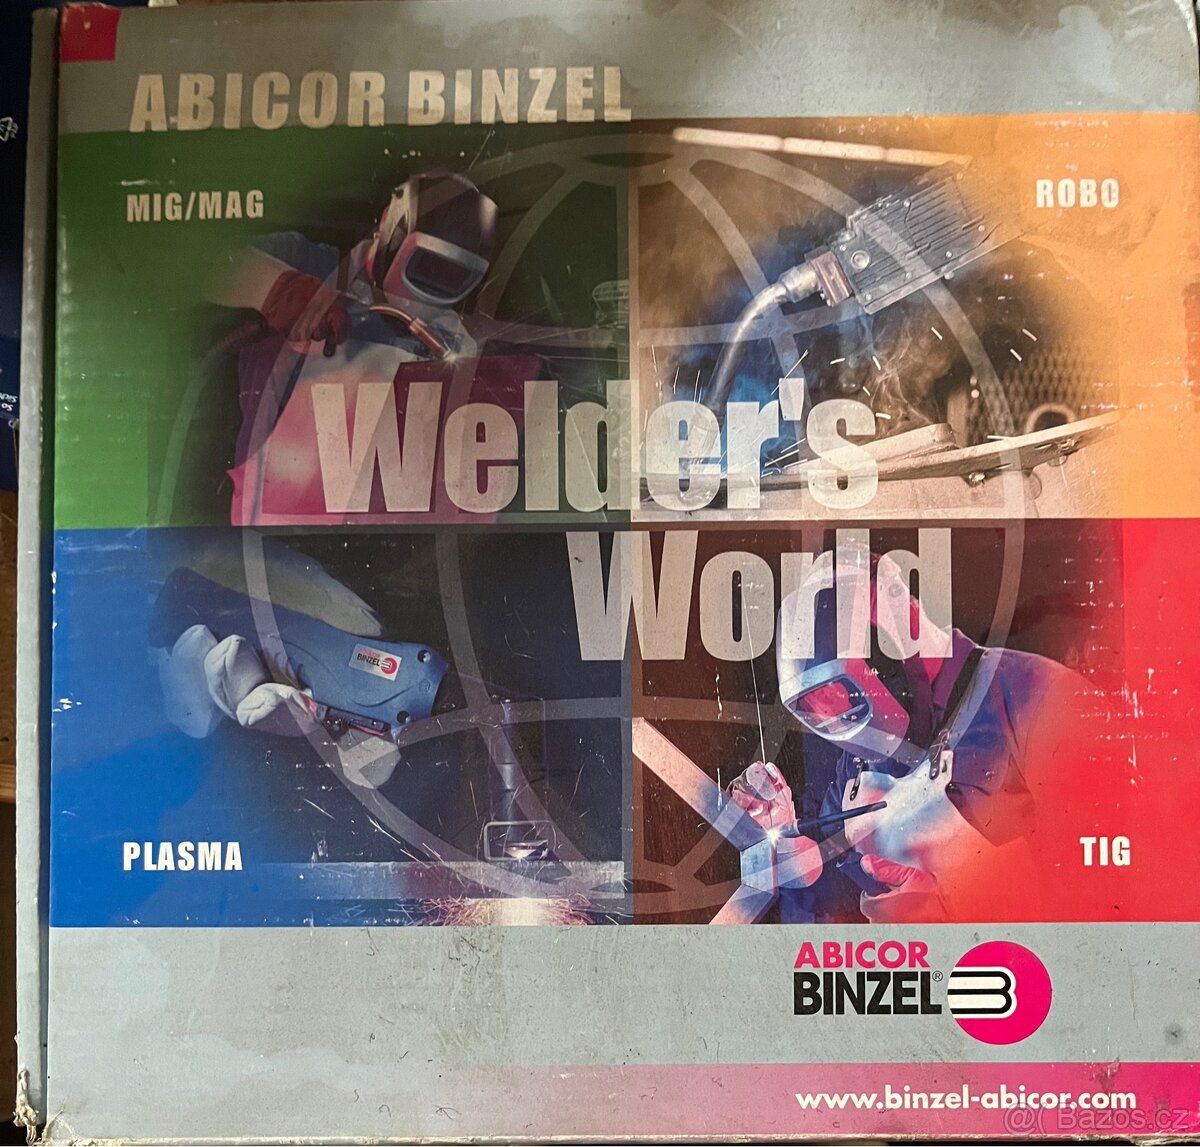 ABICOR BINZEL
MIG/MAG
ROBO
Welder's
World
BINZEL
PLASMA
TIG
ABICOR
BINZEL®
www.binzel-abicor.com
@( Bazos.cz